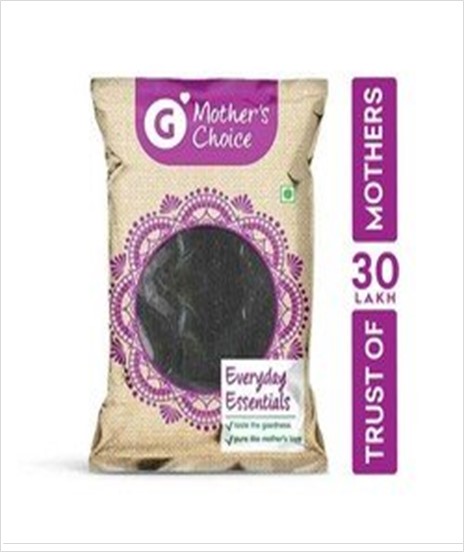 G
Mother's
Choice
Everyday
Essentials
taste the goodness
pure like mother's love
TRUST OF
30
LAKH
MOTHERS